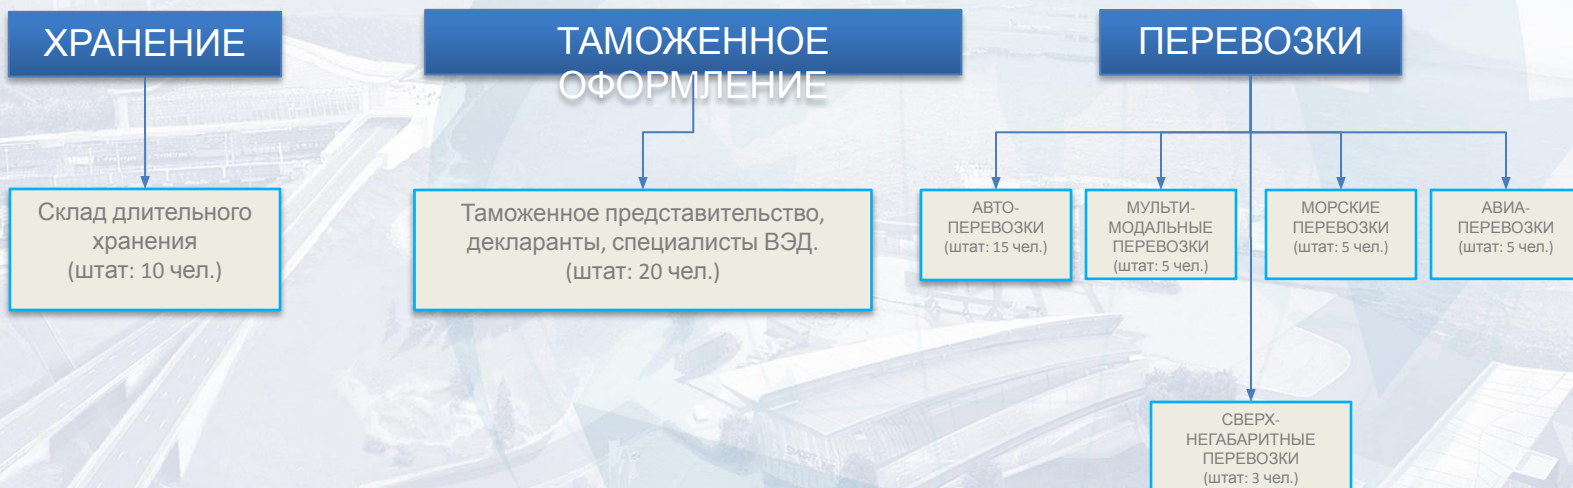 ХРАНЕНИЕ
ТАМОЖЕННОЕ
ОФОРМЛЕНИЕ
ПЕРЕВОЗКИ
Склад длительного
хранения
(штат: 10 чел.)
Таможенное представительство,
декларанты, специалисты ВЭД.
(штат: 20 чел.)
АВТО-
ПЕРЕВОЗКИ
(штат: 15 чел.)
МУЛЬТИ-
МОДАЛЬНЫЕ
ПЕРЕВОЗКИ
(штат: 5 чел.)
МОРСКИЕ
ПЕРЕВОЗКИ
(штат: 5 чел.)
АВИА-
ПЕРЕВОЗКИ
(штат: 5 чел.)
СВЕРХ-
НЕГАБАРИТНЫЕ
ПЕРЕВОЗКИ
(штат: 3 чел.)